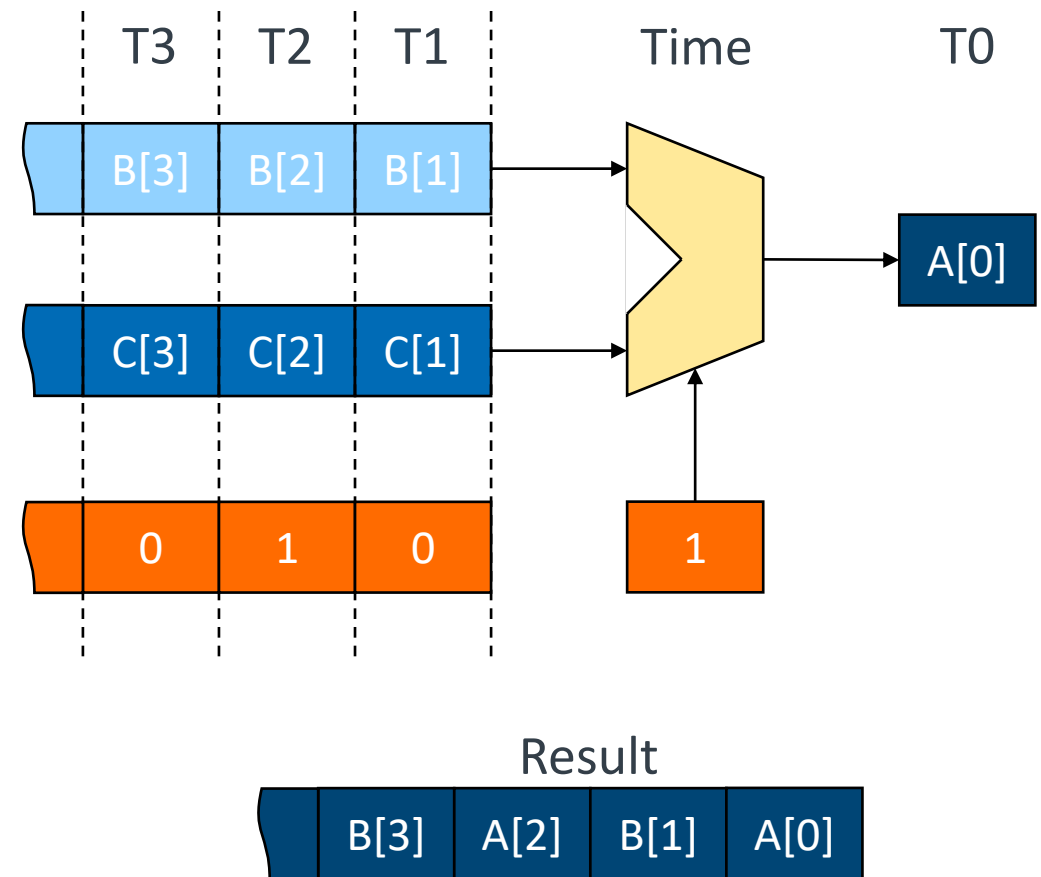 T3 T2 T1 Time T0
B[3] B[2] B[1]
A[0]
C[3] C[2] C[1]
0 1 0 1
Result
B[3] A[2] B[1] A[0]